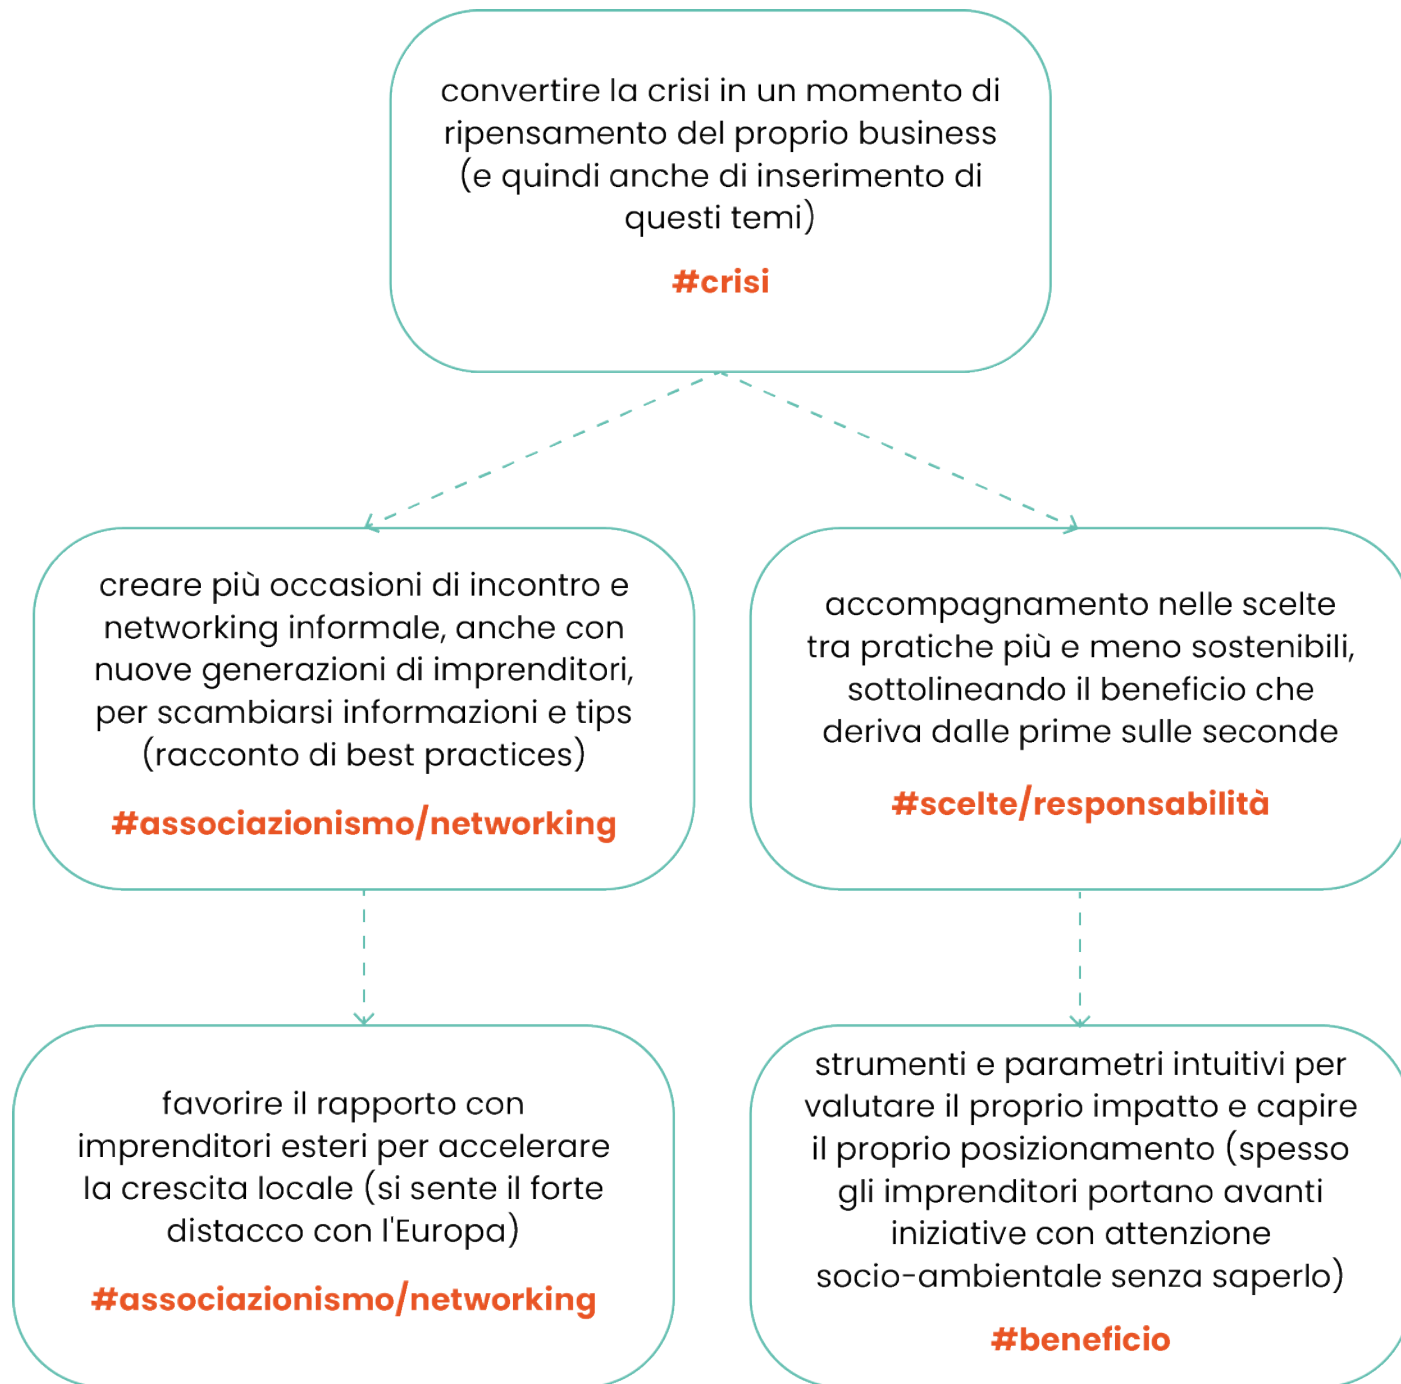 convertire la crisi in un momento di
ripensamento del proprio business
(e quindi anche di inserimento di
questi temi)
#crisi
creare più occasioni di incontro e
networking informale, anche con
nuove generazioni di imprenditori,
per scambiarsi informazioni e tips
(racconto di best practices)
#associazionismo/networking
accompagnamento nelle scelte
tra pratiche più e meno sostenibili,
sottolineando il beneficio che
deriva dalle prime sulle seconde
#scelte/responsabilità
favorire il rapporto con
imprenditori esteri per accelerare
la crescita locale (si sente il forte
distacco con l'Europa)
#associazionismo/networking
strumenti e parametri intuitivi per
valutare il proprio impatto e capire
il proprio posizionamento (spesso
gli imprenditori portano avanti
iniziative con attenzione
socio-ambientale senza saperlo)
#beneficio